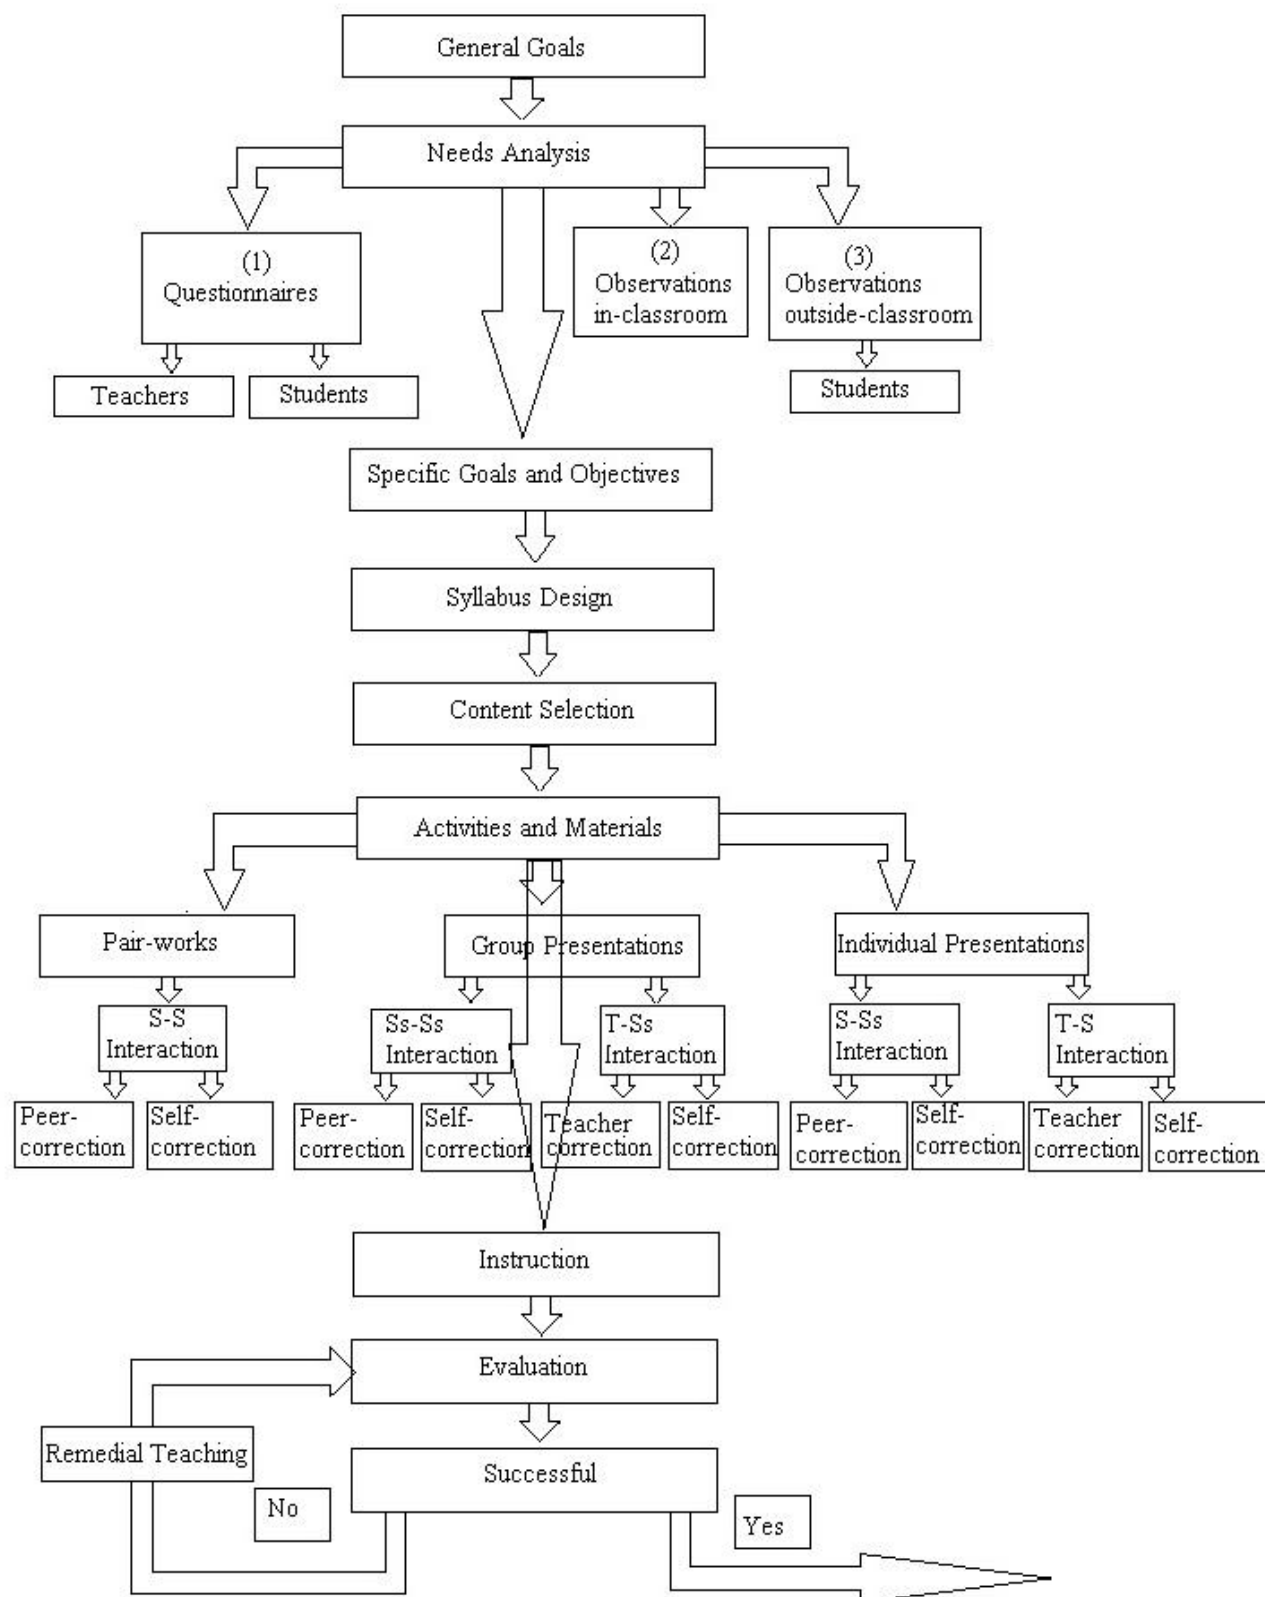 General Goals
Needs Analysis
(1)
Questionnaires
(2)
Observations
in-classroom
(3)
Observations
outside-classroom
Teachers
Students
Students
Specific Goals and Objectives
Syllabus Design
Content Selection
Activities and Materials
Pair-works
Group Presentations
Individual Presentations
S-S
Interaction
Ss-Ss
Interaction
T-Ss
Interaction
S-Ss
Interaction
T-S
Interaction
Peer-
correction
Self-
correction
Peer-
correction
Self-
correction
Teacher
correction
Self-
correction
Peer-
correction
Self-
correction
Teacher
correction
Self-
correction
Instruction
Evaluation
Remedial Teaching
Successful
No
Yes